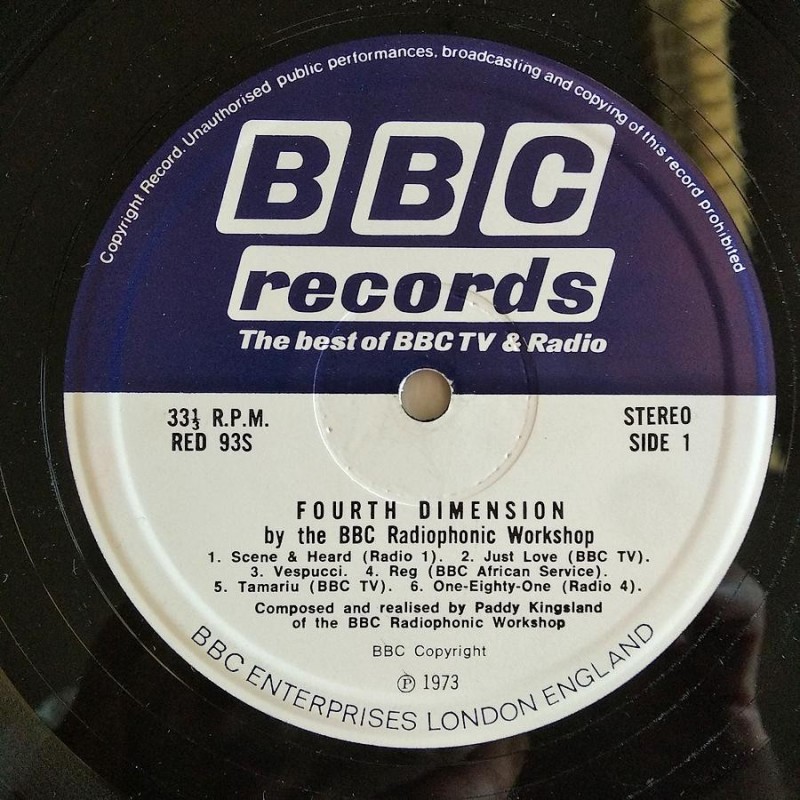 Copyright Record. Unauthorised public performances, broadcasting and copying of this record prohibited
BBC
records
The best of BBC TV & Radio
33⅓ R.P.M.
RED 93S
STEREO
SIDE 1
FOURTH DIMENSION
by the BBC Radiophonic Workshop
1. Scene & Heard (Radio 1). 2. Just Love (BBC TV).
3. Vespucci. 4. Reg (BBC African Service).
5. Tamariu (BBC TV). 6. One-Eighty-One (Radio 4).
Composed and realised by Paddy Kingsland
of the BBC Radiophonic Workshop
BBC Copyright
℗ 1973
BBC ENTERPRISES LONDON ENGLAND